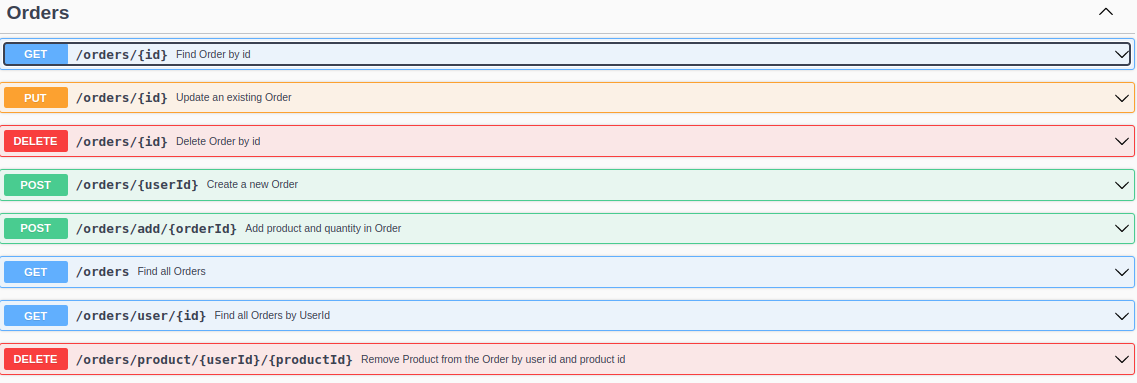 Orders
GET /orders/{id} Find Order by id
PUT /orders/{id} Update an existing Order
DELETE /orders/{id} Delete Order by id
POST /orders/{userId} Create a new Order
POST /orders/add/{orderId} Add product and quantity in Order
GET /orders Find all Orders
GET /orders/user/{id} Find all Orders by UserId
DELETE /orders/product/{userId}/{productId} Remove Product from the Order by user id and product id